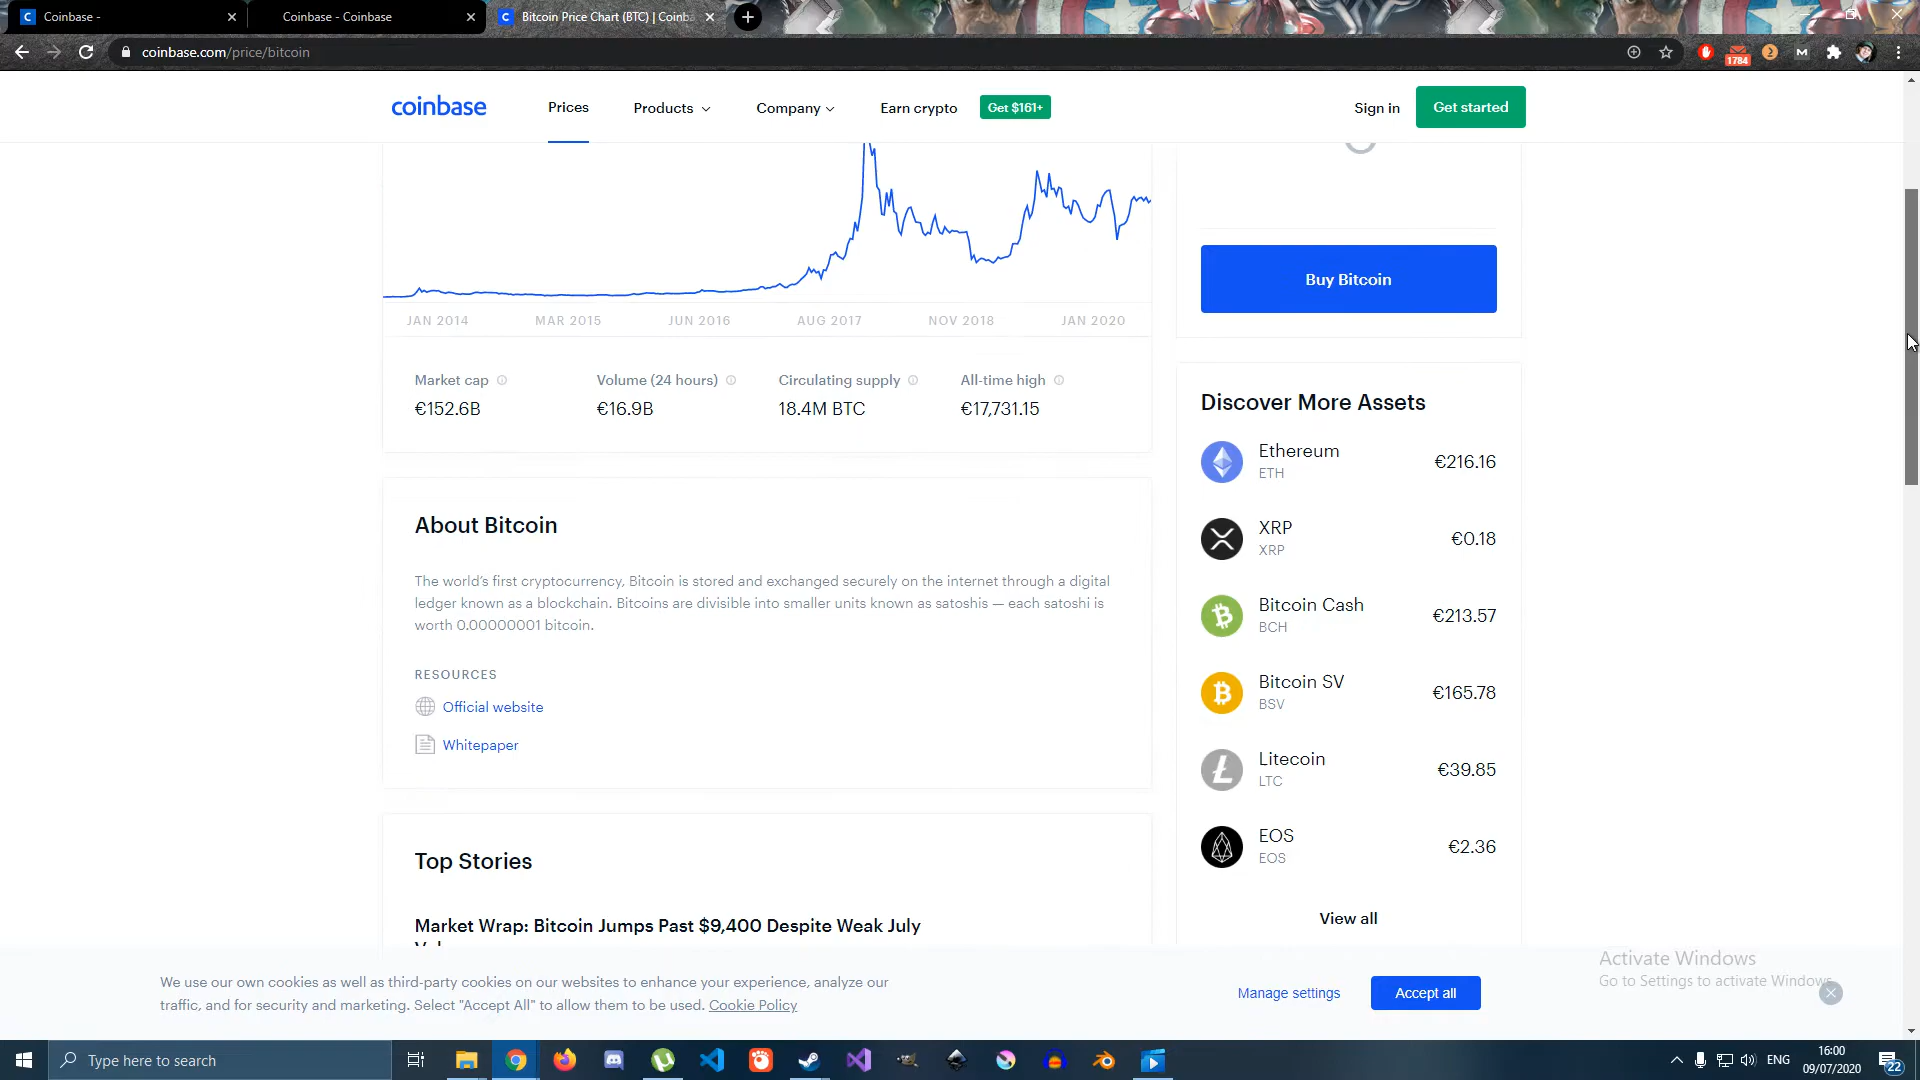 Coinbase -
Coinbase - Coinbase
Bitcoin Price Chart (BTC) | Coinb
coinbase.com/price/bitcoin
1784
coinbase
Prices
Products
Company
Earn crypto
Get $161+
Sign in
Get started
JAN 2014
MAR 2015
JUN 2016
AUG 2017
NOV 2018
JAN 2020
Market cap
Volume (24 hours)
Circulating supply
All-time high
€152.6B
€16.9B
18.4M BTC
€17,731.15
About Bitcoin
The world's first cryptocurrency, Bitcoin is stored and exchanged securely on the internet through a digital
ledger known as a blockchain. Bitcoins are divisible into smaller units known as satoshis — each satoshi is
worth 0.00000001 bitcoin.
RESOURCES
Official website
Whitepaper
Top Stories
Market Wrap: Bitcoin Jumps Past $9,400 Despite Weak July
Buy Bitcoin
Discover More Assets
Ethereum
ETH
€216.16
XRP
XRP
€0.18
Bitcoin Cash
BCH
€213.57
Bitcoin SV
BSV
€165.78
Litecoin
LTC
€39.85
EOS
EOS
€2.36
View all
We use our own cookies as well as third-party cookies on our websites to enhance your experience, analyze our
traffic, and for security and marketing. Select "Accept All" to allow them to be used. Cookie Policy
Manage settings
Accept all
Activate Windows
Go to Settings to activate Windows.
Type here to search
ENG
16:00
09/07/2020
22